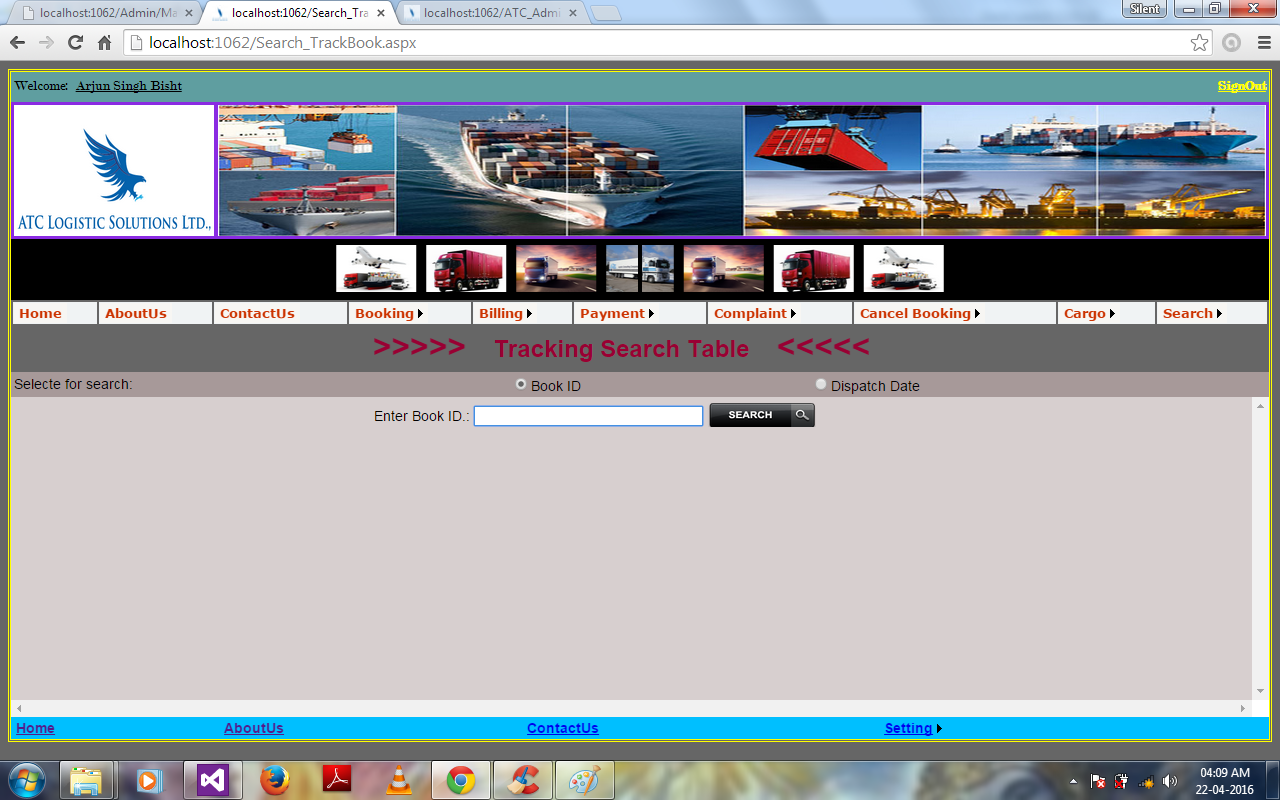 localhost:1062/Admin/Ma
localhost:1062/Search_Tra
localhost:1062/ATC_Admi
Silent
localhost:1062/Search_TrackBook.aspx
Welcome: Arjun Singh Bisht
SignOut
ATC LOGISTIC SOLUTIONS LTD.,
Home AboutUs ContactUs Booking Billing Payment Complaint Cancel Booking Cargo Search
>>>>> Tracking Search Table <<<<<
Selecte for search: Book ID Dispatch Date
Enter Book ID.: SEARCH
Home AboutUs ContactUs Setting
04:09 AM
22-04-2016